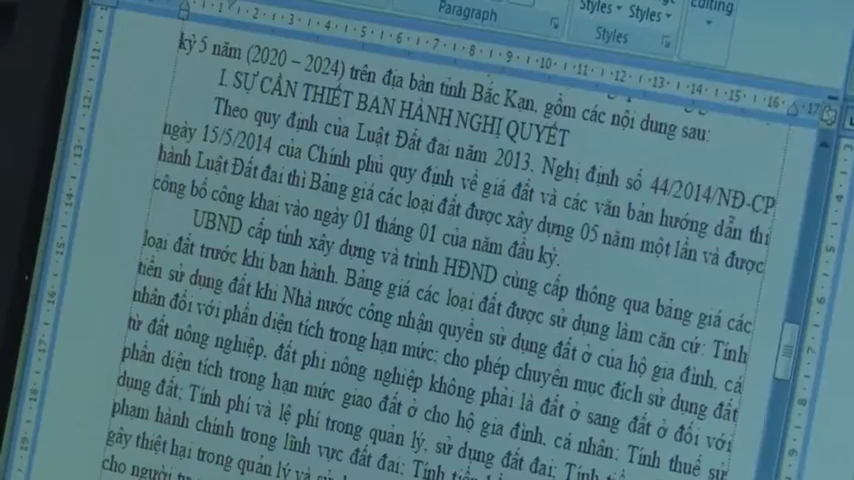 Paragraph
Styles
Styles
Editing
Styles
kỳ 5 năm (2020 – 2024) trên địa bàn tỉnh Bắc Kạn, gồm các nội dung sau:
I. SỰ CẦN THIẾT BAN HÀNH NGHỊ QUYẾT
Theo quy định của Luật Đất đai năm 2013, Nghị định số 44/2014/NĐ-CP
ngày 15/5/2014 của Chính phủ quy định về giá đất và các văn bản hướng dẫn thi
hành Luật Đất đai thì Bảng giá các loại đất được xây dựng 05 năm một lần và được
công bố công khai vào ngày 01 tháng 01 của năm đầu kỳ.
UBND cấp tỉnh xây dựng và trình HĐND cùng cấp thông qua bảng giá các
loại đất trước khi ban hành. Bảng giá các loại đất được sử dụng làm căn cứ: Tính
tiền sử dụng đất khi Nhà nước công nhận quyền sử dụng đất ở của hộ gia đình, cá
nhân đối với phần diện tích trong hạn mức; cho phép chuyển mục đích sử dụng đất
từ đất nông nghiệp, đất phi nông nghiệp không phải là đất ở sang đất ở đối với
phần diện tích trong hạn mức giao đất ở cho hộ gia đình, cá nhân; Tính thuế sử
dụng đất; Tính phí và lệ phí trong quản lý, sử dụng đất đai; Tính
phạm hành chính trong lĩnh vực đất đai; Tính
gây thiệt hại trong quản lý và
cho người